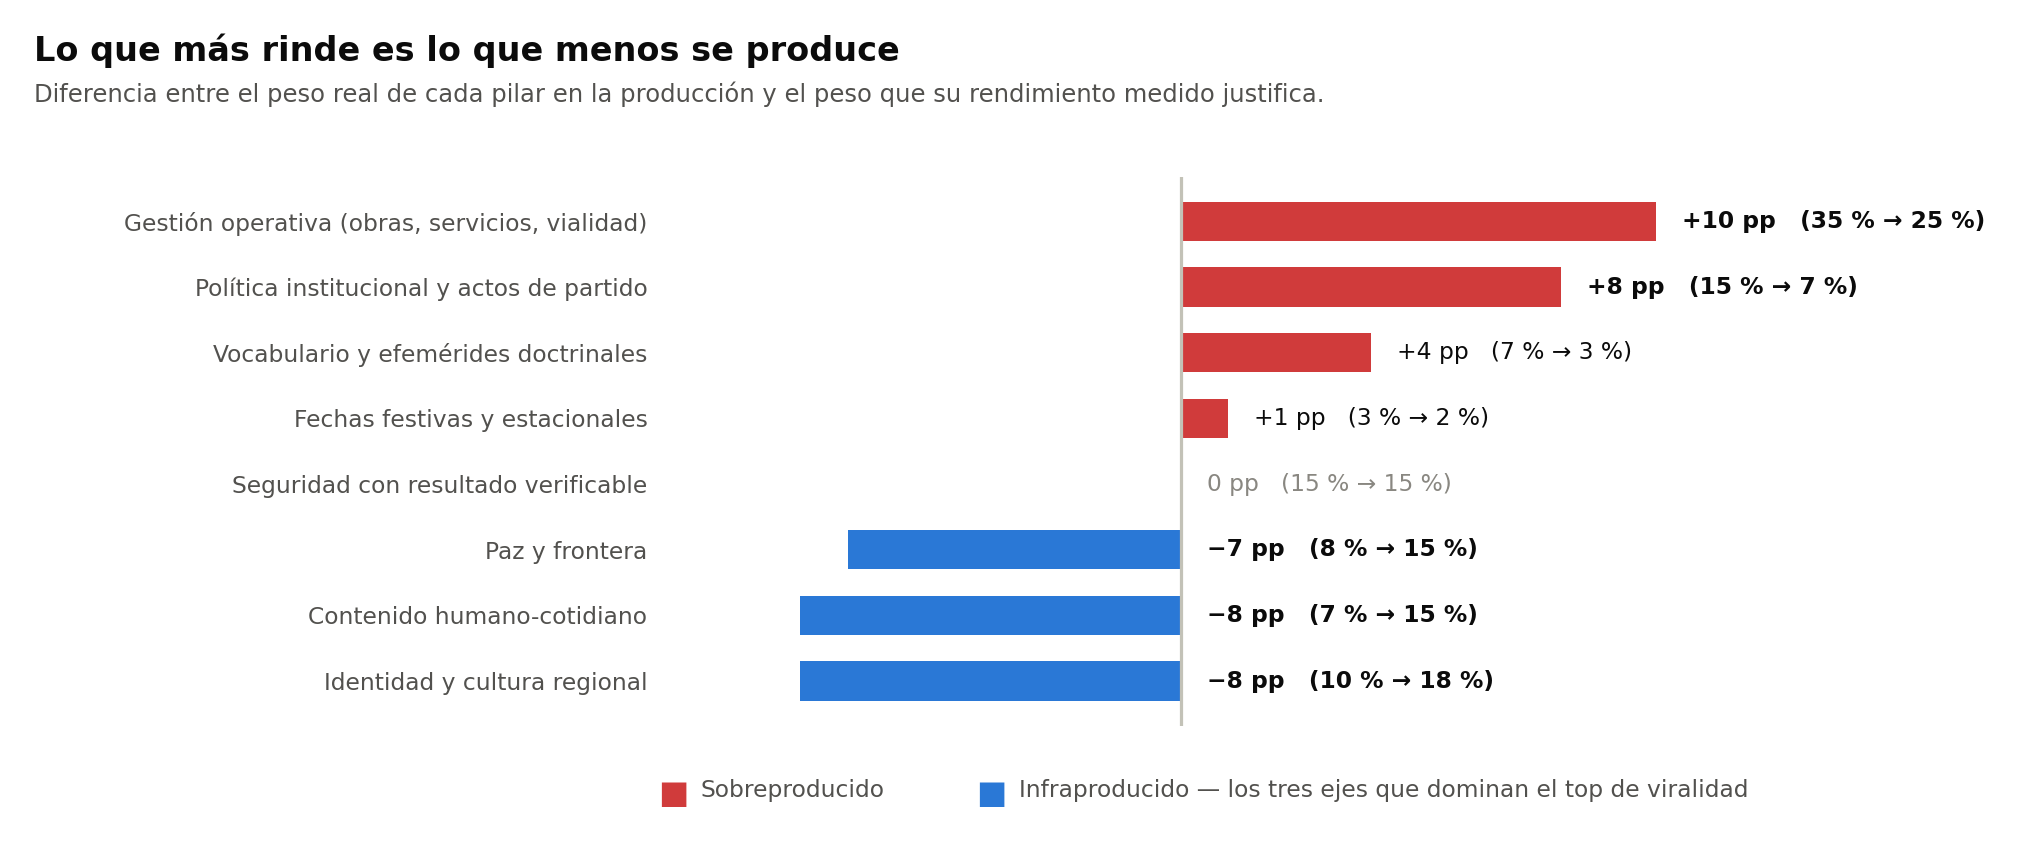 Lo que más rinde es lo que menos se produce
Diferencia entre el peso real de cada pilar en la producción y el peso que su rendimiento medido justifica.
Gestión operativa (obras, servicios, vialidad) +10 pp (35 % → 25 %)
Política institucional y actos de partido +8 pp (15 % → 7 %)
Vocabulario y efemérides doctrinales +4 pp (7 % → 3 %)
Fechas festivas y estacionales +1 pp (3 % → 2 %)
Seguridad con resultado verificable 0 pp (15 % → 15 %)
Paz y frontera −7 pp (8 % → 15 %)
Contenido humano-cotidiano −8 pp (7 % → 15 %)
Identidad y cultura regional −8 pp (10 % → 18 %)
Sobreproducido Infraproducido — los tres ejes que dominan el top de viralidad